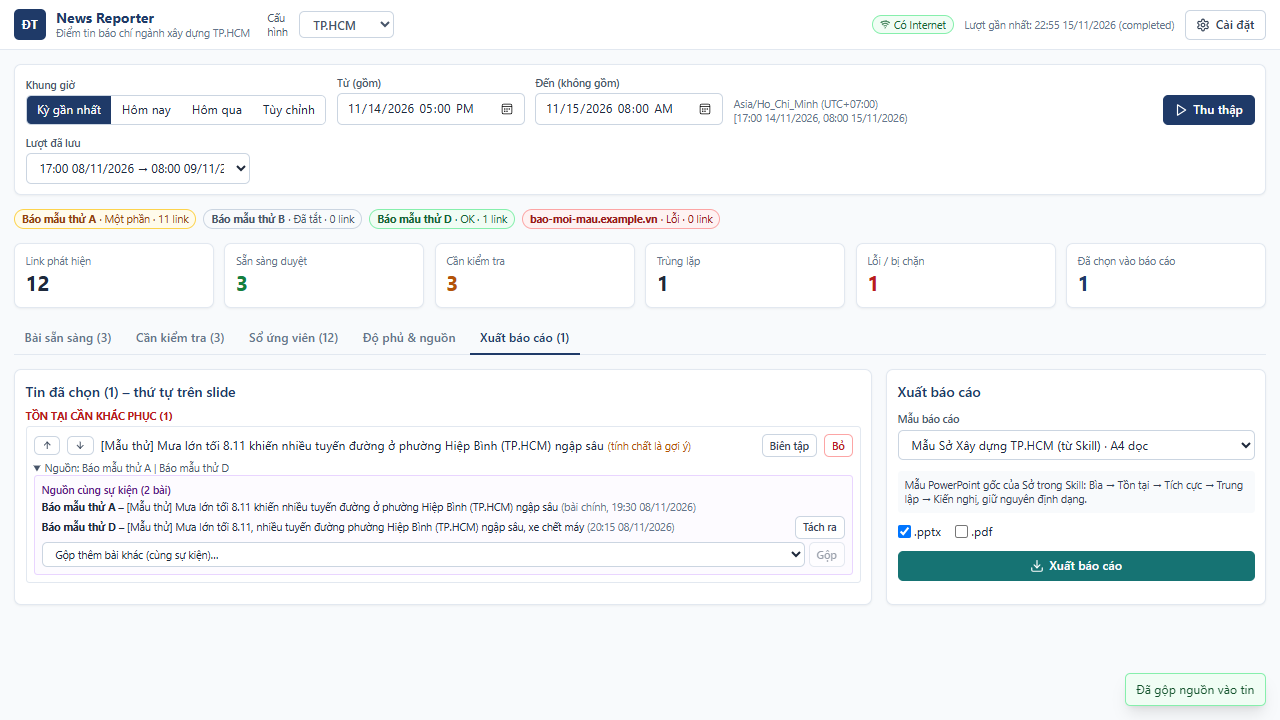 ĐT
News Reporter
Điểm tin báo chí ngành xây dựng TP.HCM
Cấu hình
TP.HCM
Có Internet
Lượt gần nhất: 22:55 15/11/2026 (completed)
Cài đặt
Khung giờ
Kỳ gần nhất
Hôm nay
Hôm qua
Tùy chỉnh
Từ (gồm)
11/14/2026 05:00 PM
Đến (không gồm)
11/15/2026 08:00 AM
Asia/Ho_Chi_Minh (UTC+07:00)
[17:00 14/11/2026, 08:00 15/11/2026)
Thu thập
Lượt đã lưu
17:00 08/11/2026 → 08:00 09/11/2
Báo mẫu thử A · Một phần · 11 link
Báo mẫu thử B · Đã tắt · 0 link
Báo mẫu thử D · OK · 1 link
bao-moi-mau.example.vn · Lỗi · 0 link
Link phát hiện
12
Sẵn sàng duyệt
3
Cần kiểm tra
3
Trùng lặp
1
Lỗi / bị chặn
1
Đã chọn vào báo cáo
1
Bài sẵn sàng (3)
Cần kiểm tra (3)
Sổ ứng viên (12)
Độ phủ & nguồn
Xuất báo cáo (1)
Tin đã chọn (1) – thứ tự trên slide
TỒN TẠI CẦN KHẮC PHỤC (1)
↑ ↓ [Mẫu thử] Mưa lớn tối 8.11 khiến nhiều tuyến đường ở phường Hiệp Bình (TP.HCM) ngập sâu (tính chất là gợi ý)
Biên tập
Bỏ
▼ Nguồn: Báo mẫu thử A | Báo mẫu thử D
Nguồn cùng sự kiện (2 bài)
Báo mẫu thử A – [Mẫu thử] Mưa lớn tối 8.11 khiến nhiều tuyến đường ở phường Hiệp Bình (TP.HCM) ngập sâu (bài chính, 19:30 08/11/2026)
Báo mẫu thử D – [Mẫu thử] Mưa lớn tối 8.11, nhiều tuyến đường phường Hiệp Bình (TP.HCM) ngập sâu, xe chết máy (20:15 08/11/2026)
Tách ra
Gộp thêm bài khác (cùng sự kiện)...
Gộp
Xuất báo cáo
Mẫu báo cáo
Mẫu Sở Xây dựng TP.HCM (từ Skill) · A4 dọc
Mẫu PowerPoint gốc của Sở trong Skill: Bìa → Tồn tại → Tích cực → Trung
lập → Kiến nghị, giữ nguyên định dạng.
.pptx
.pdf
Xuất báo cáo
Đã gộp nguồn vào tin